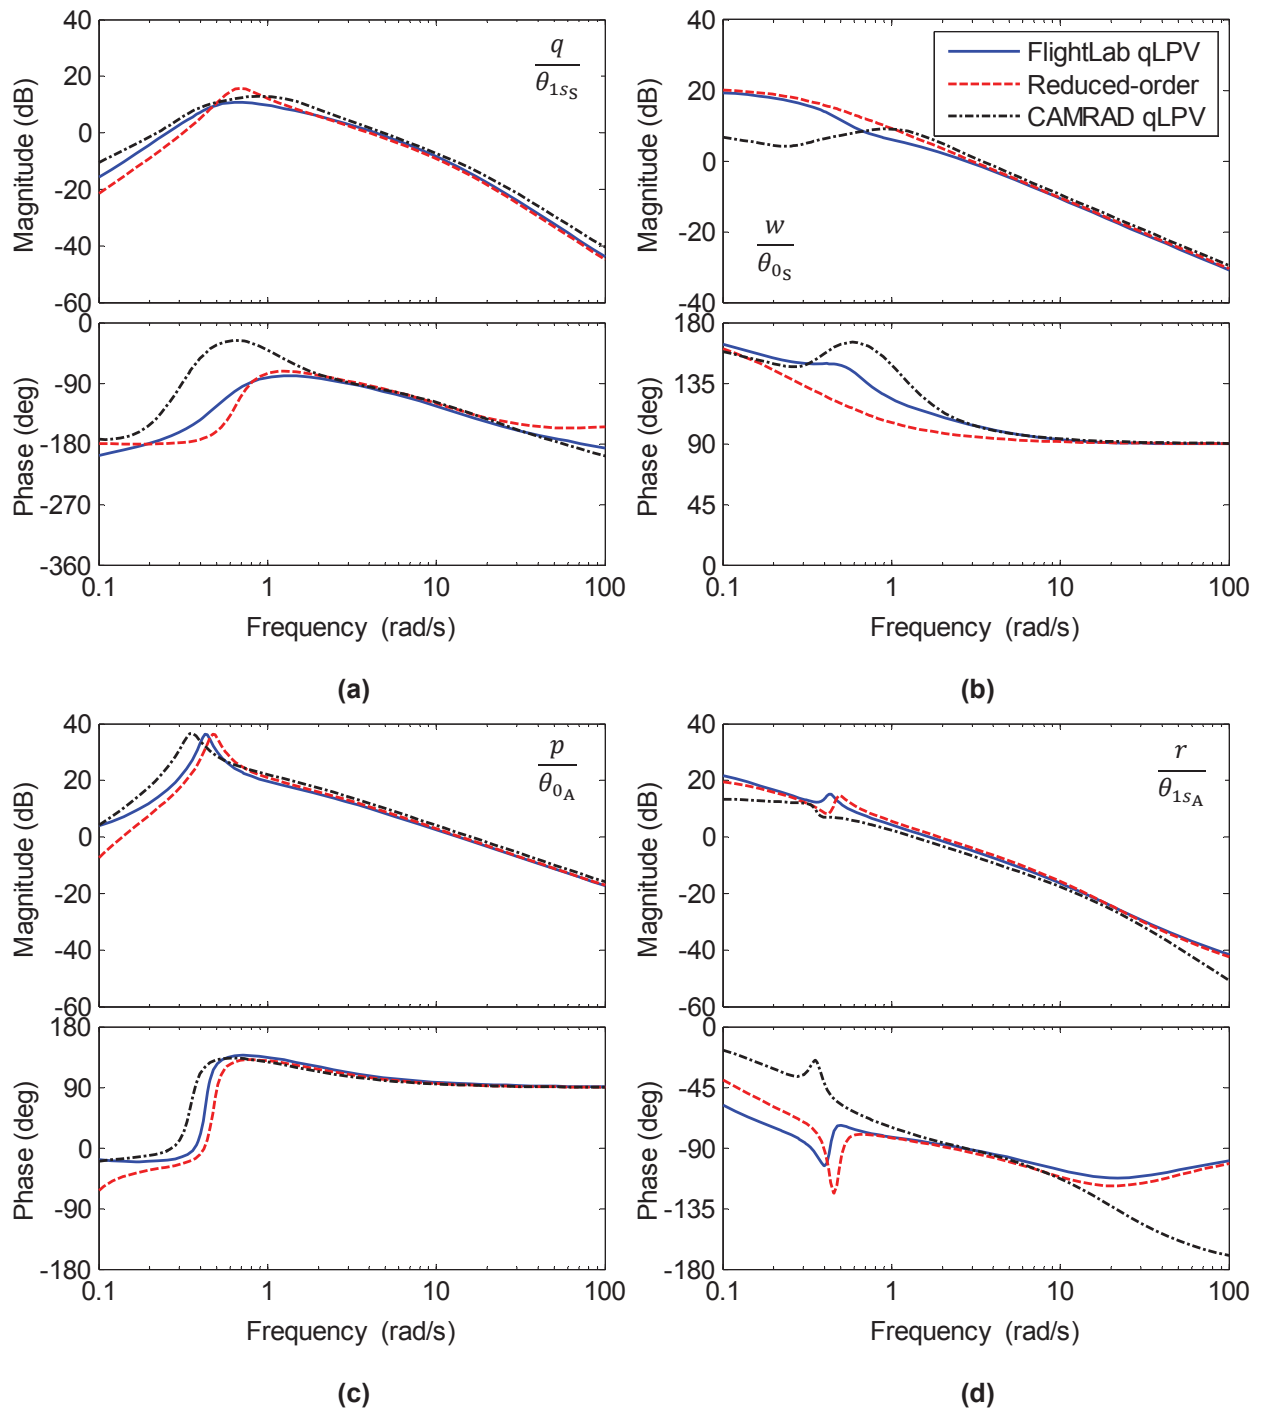 40
20
0
-20
-40
-60
Magnitude (dB)
q
θ1sS
0
-90
-180
-270
-360
Phase (deg)
0.1 1 10 100
Frequency (rad/s)
(a)
40
20
0
-20
-40
Magnitude (dB)
FlightLab qLPV
Reduced-order
CAMRAD qLPV
w
θ0S
180
135
90
45
0
Phase (deg)
0.1 1 10 100
Frequency (rad/s)
(b)
40
20
0
-20
-40
-60
Magnitude (dB)
p
θ0A
180
90
0
-90
-180
Phase (deg)
0.1 1 10 100
Frequency (rad/s)
(c)
40
20
0
-20
-40
-60
Magnitude (dB)
r
θ1sA
0
-45
-90
-135
-180
Phase (deg)
0.1 1 10 100
Frequency (rad/s)
(d)